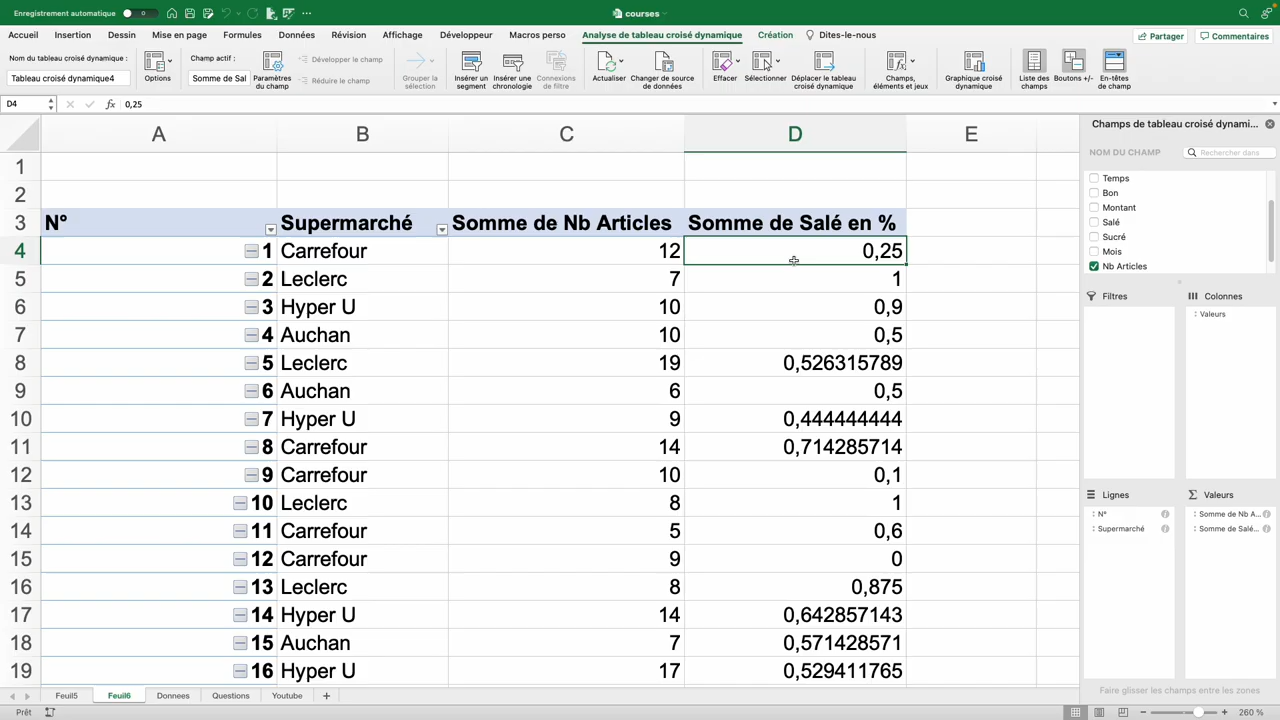 Enregistrement automatique
courses
Accueil Insertion Dessin Mise en page Formules Données Révision Affichage Développeur Macros perso Analyse de tableau croisé dynamique Création Dites-le-nous Partager Commentaires
Nom du tableau croisé dynamique :
Tableau croisé dynamique4
Options
Champ actif :
Somme de Sal
Paramètres du champ
Développer le champ
Réduire le champ
Grouper la sélection
Insérer un segment
Insérer une chronologie
Connexions de filtre
Actualiser
Changer de source de données
Effacer
Sélectionner
Déplacer le tableau croisé dynamique
Champs, éléments et jeux
Graphique croisé dynamique
Liste des champs
Boutons +/-
En-têtes de champ
D4 fx 0,25
A B C D E
1
2
3 N° Supermarché Somme de Nb Articles Somme de Salé en %
4 1 Carrefour 12 0,25
5 2 Leclerc 7 1
6 3 Hyper U 10 0,9
7 4 Auchan 10 0,5
8 5 Leclerc 19 0,526315789
9 6 Auchan 6 0,5
10 7 Hyper U 9 0,444444444
11 8 Carrefour 14 0,714285714
12 9 Carrefour 10 0,1
13 10 Leclerc 8 1
14 11 Carrefour 5 0,6
15 12 Carrefour 9 0
16 13 Leclerc 8 0,875
17 14 Hyper U 14 0,642857143
18 15 Auchan 7 0,571428571
19 16 Hyper U 17 0,529411765
Champs de tableau croisé dynami...
NOM DU CHAMP Rechercher dans
Temps
Bon
Montant
Salé
Sucré
Mois
Nb Articles
Filtres Colonnes
Valeurs
Lignes Valeurs
N° Somme de Nb A...
Supermarché Somme de Salé...
Faire glisser les champs entre les zones
Feuil5 Feuil6 Donnees Questions Youtube +
Prêt 260 %